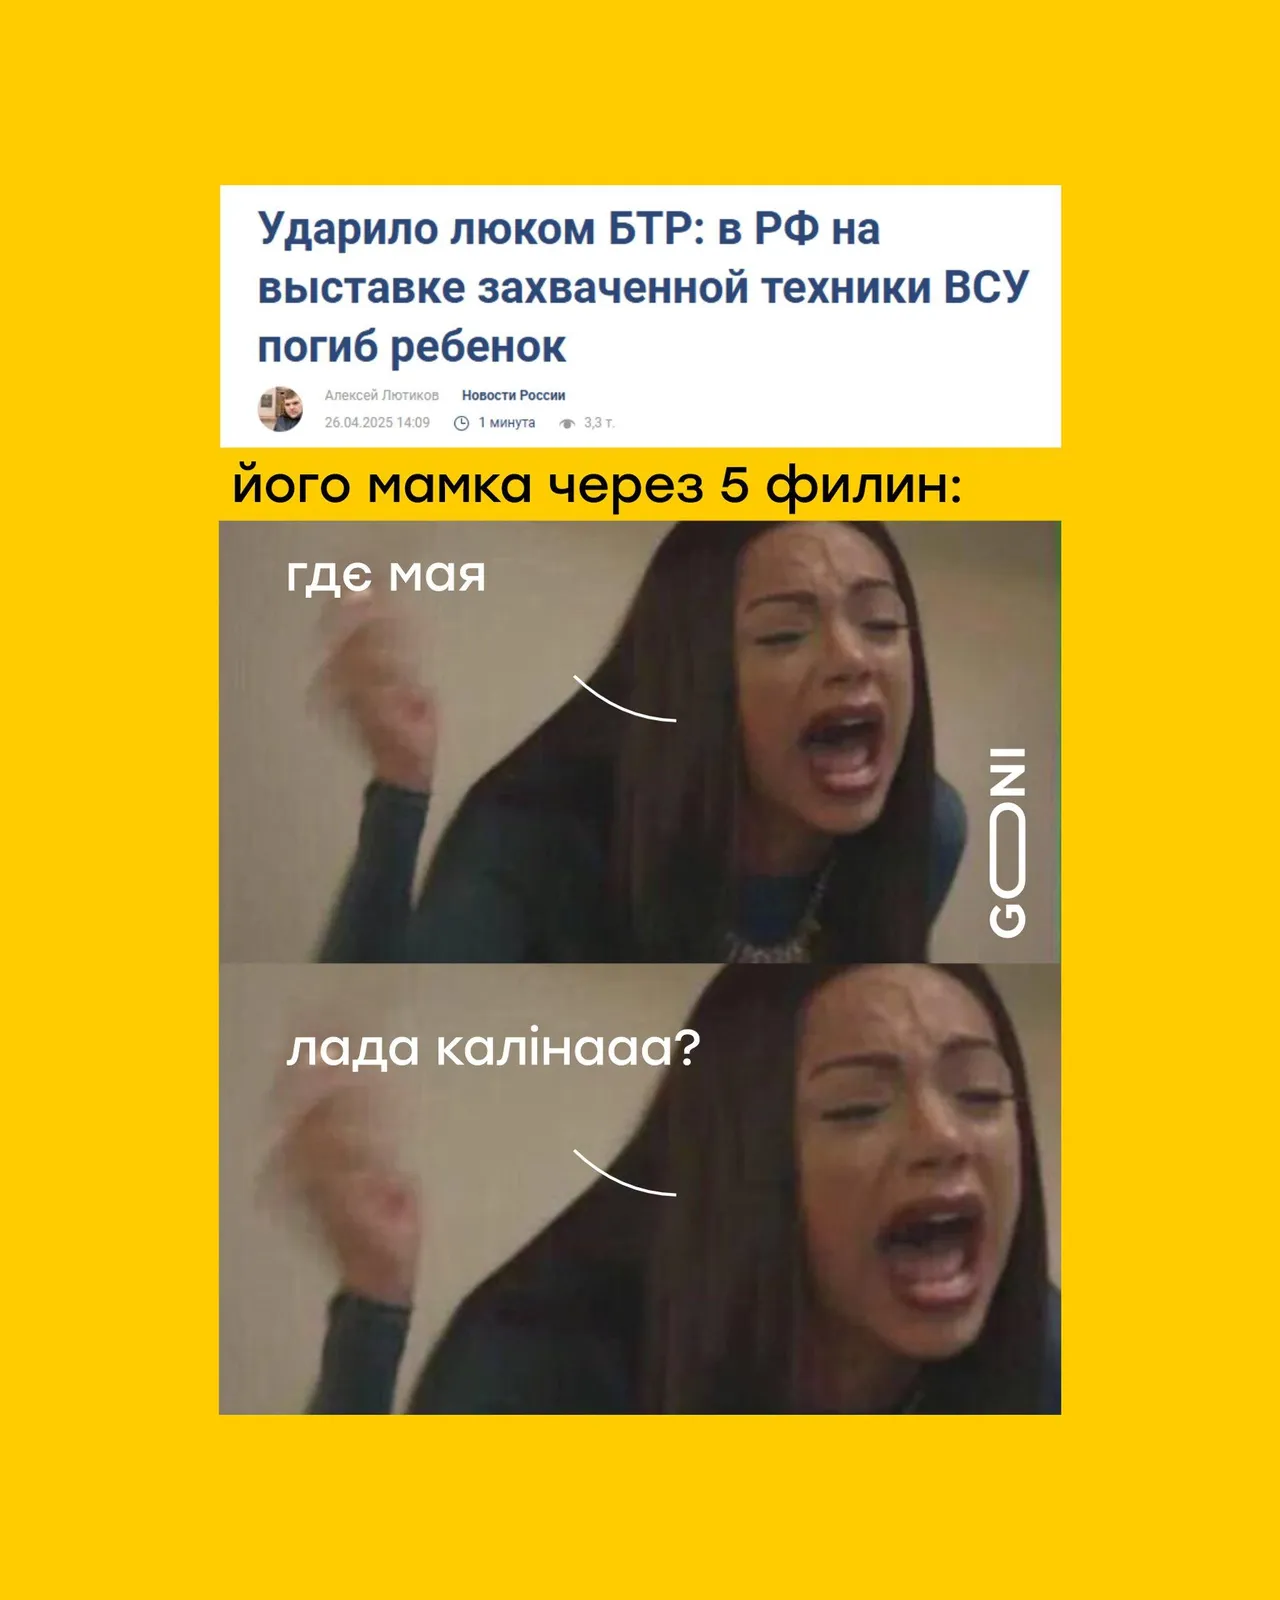 Ударило люком БТР: в РФ на
выставке захваченной техники ВСУ
погиб ребенок
Алексей Лютиков Новости России
26.04.2025 14:09 1 минута 3,3 т.
його мамка через 5 филин:
гдє мая
GONI
лада калінааа?